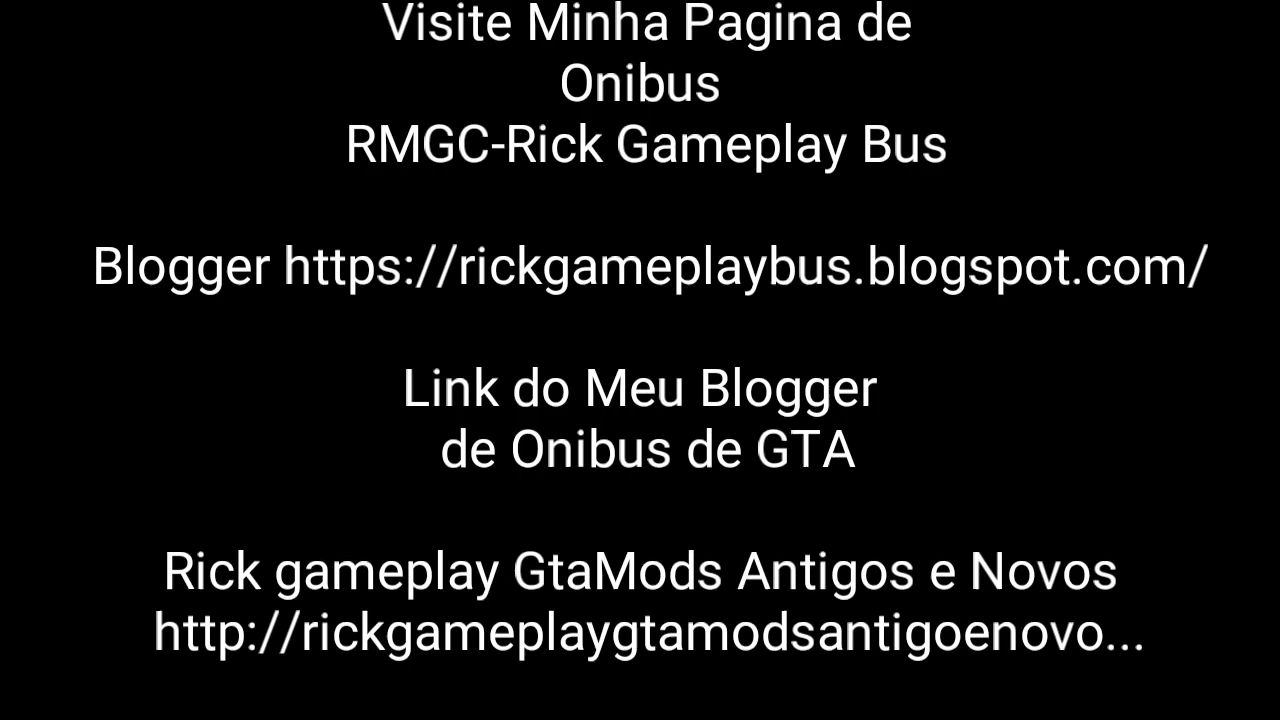 Visite Minha Pagina de
Onibus
RMGC-Rick Gameplay Bus
Blogger https://rickgameplaybus.blogspot.com/
Link do Meu Blogger
de Onibus de GTA
Rick gameplay GtaMods Antigos e Novos
http://rickgameplaygtamodsantigoenovo...